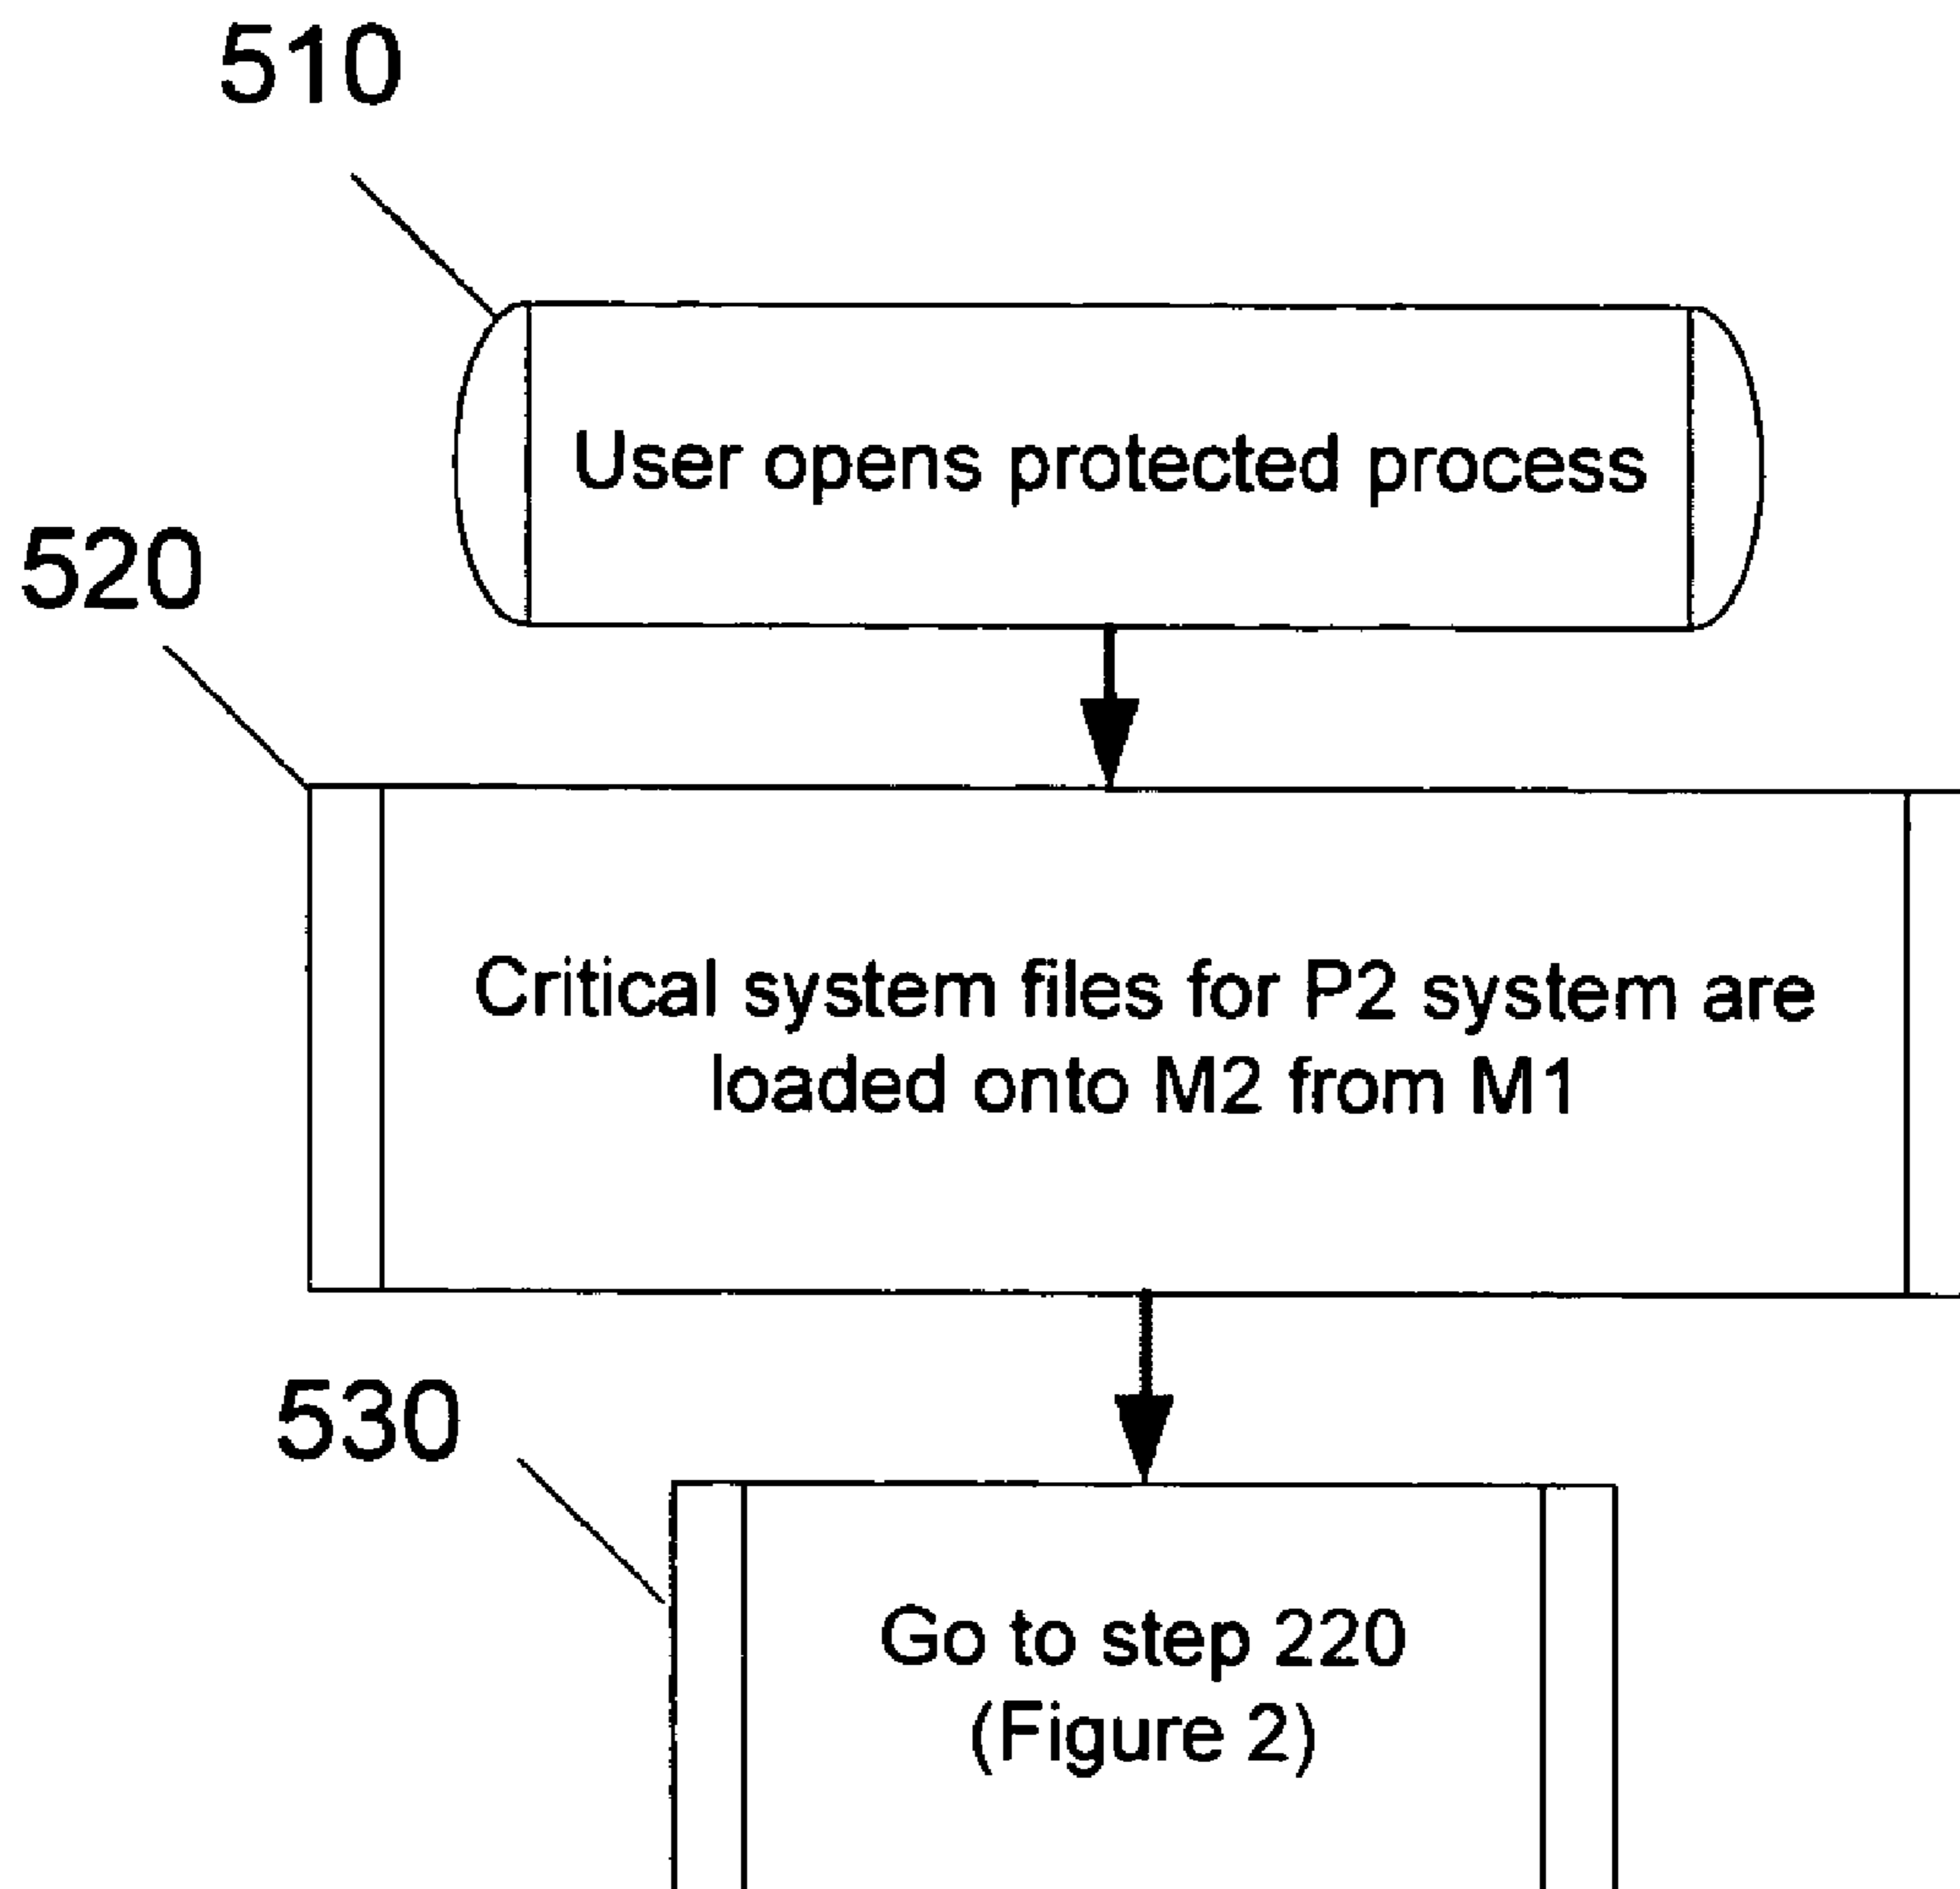 510
User opens protected process
520
Critical system files for P2 system are
loaded onto M2 from M1
530
Go to step 220
(Figure 2)